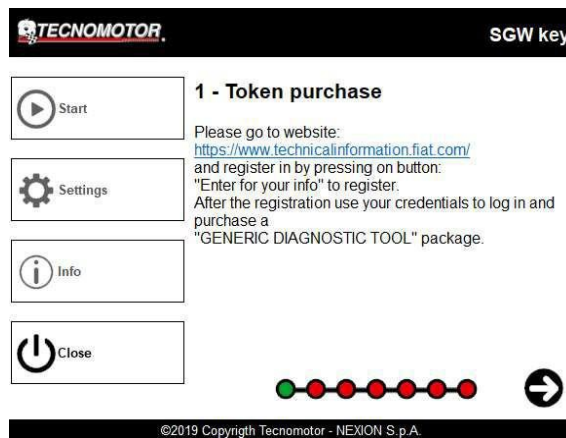 TECNOMOTOR.
SGW key
Start
Settings
Info
Close
1 - Token purchase
Please go to website:
https://www.technicalinformation.fiat.com/
and register in by pressing on button:
"Enter for your info" to register.
After the registration use your credentials to log in and
purchase a
"GENERIC DIAGNOSTIC TOOL" package.
©2019 Copyrigth Tecnomotor - NEXION S.p.A.